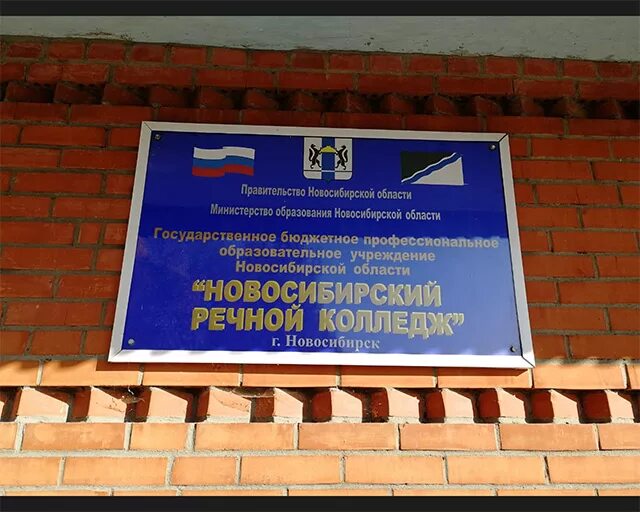 Правительство Новосибирской области
Министерство образования Новосибирской области
Государственное бюджетное профессиональное
образовательное учреждение
Новосибирской области
"НОВОСИБИРСКИЙ
РЕЧНОЙ КОЛЛЕДЖ"
г. Новосибирск